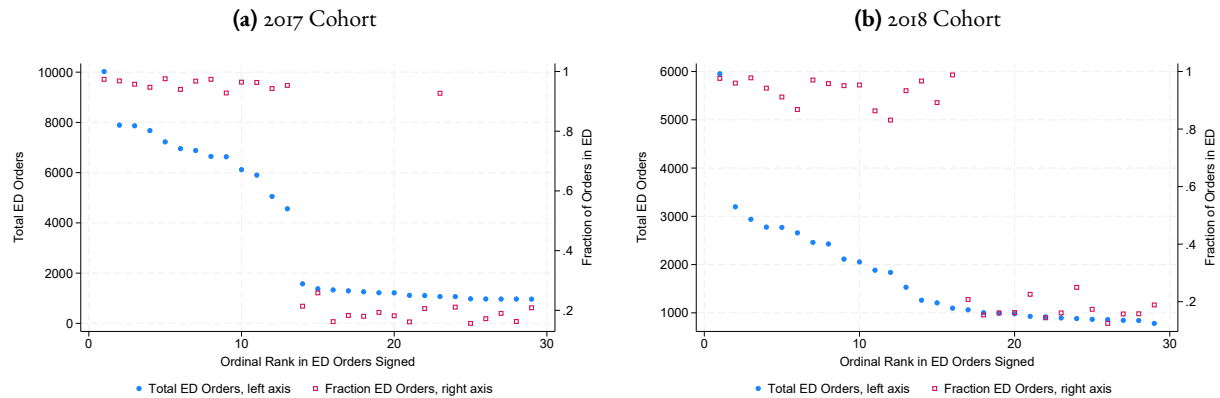 (a) 2017 Cohort
10000
8000
6000
4000
2000
0
Total ED Orders
1
.8
.6
.4
.2
Fraction of Orders in ED
0
10
20
30
Ordinal Rank in ED Orders Signed
Total ED Orders, left axis
Fraction ED Orders, right axis
(b) 2018 Cohort
6000
5000
4000
3000
2000
1000
Total ED Orders
1
.8
.6
.4
.2
Fraction of Orders in ED
0
10
20
30
Ordinal Rank in ED Orders Signed
Total ED Orders, left axis
Fraction ED Orders, right axis